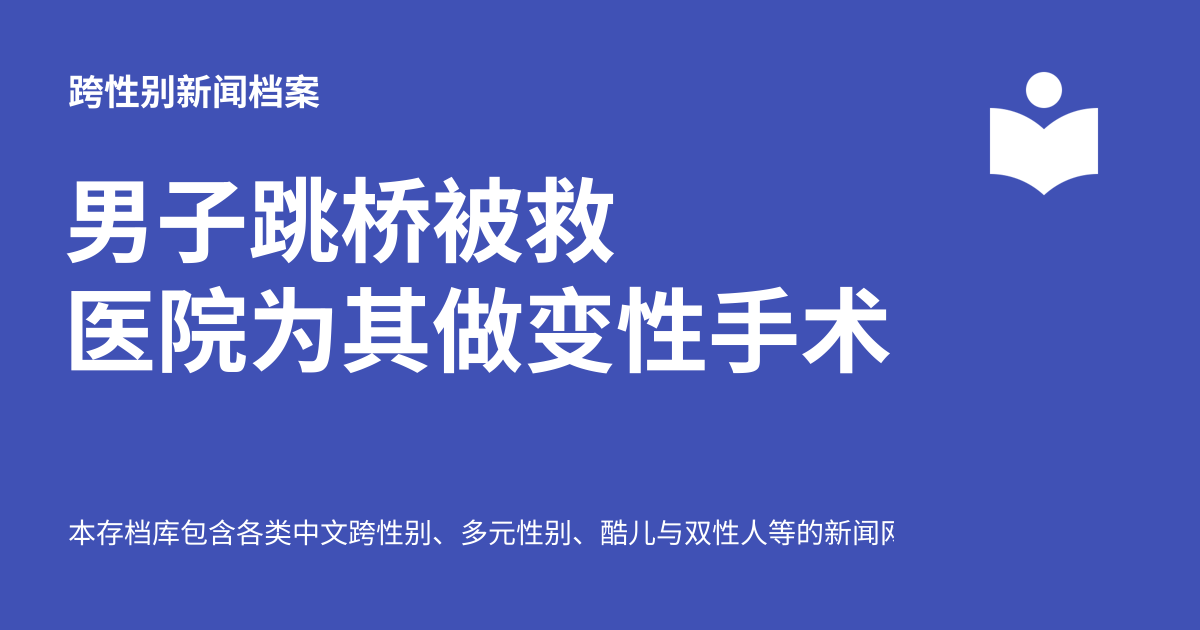 跨性别新闻档案
男子跳桥被救
医院为其做变性手术
本存档库包含各类中文跨性别、多元性别、酷儿与双性人等的新闻